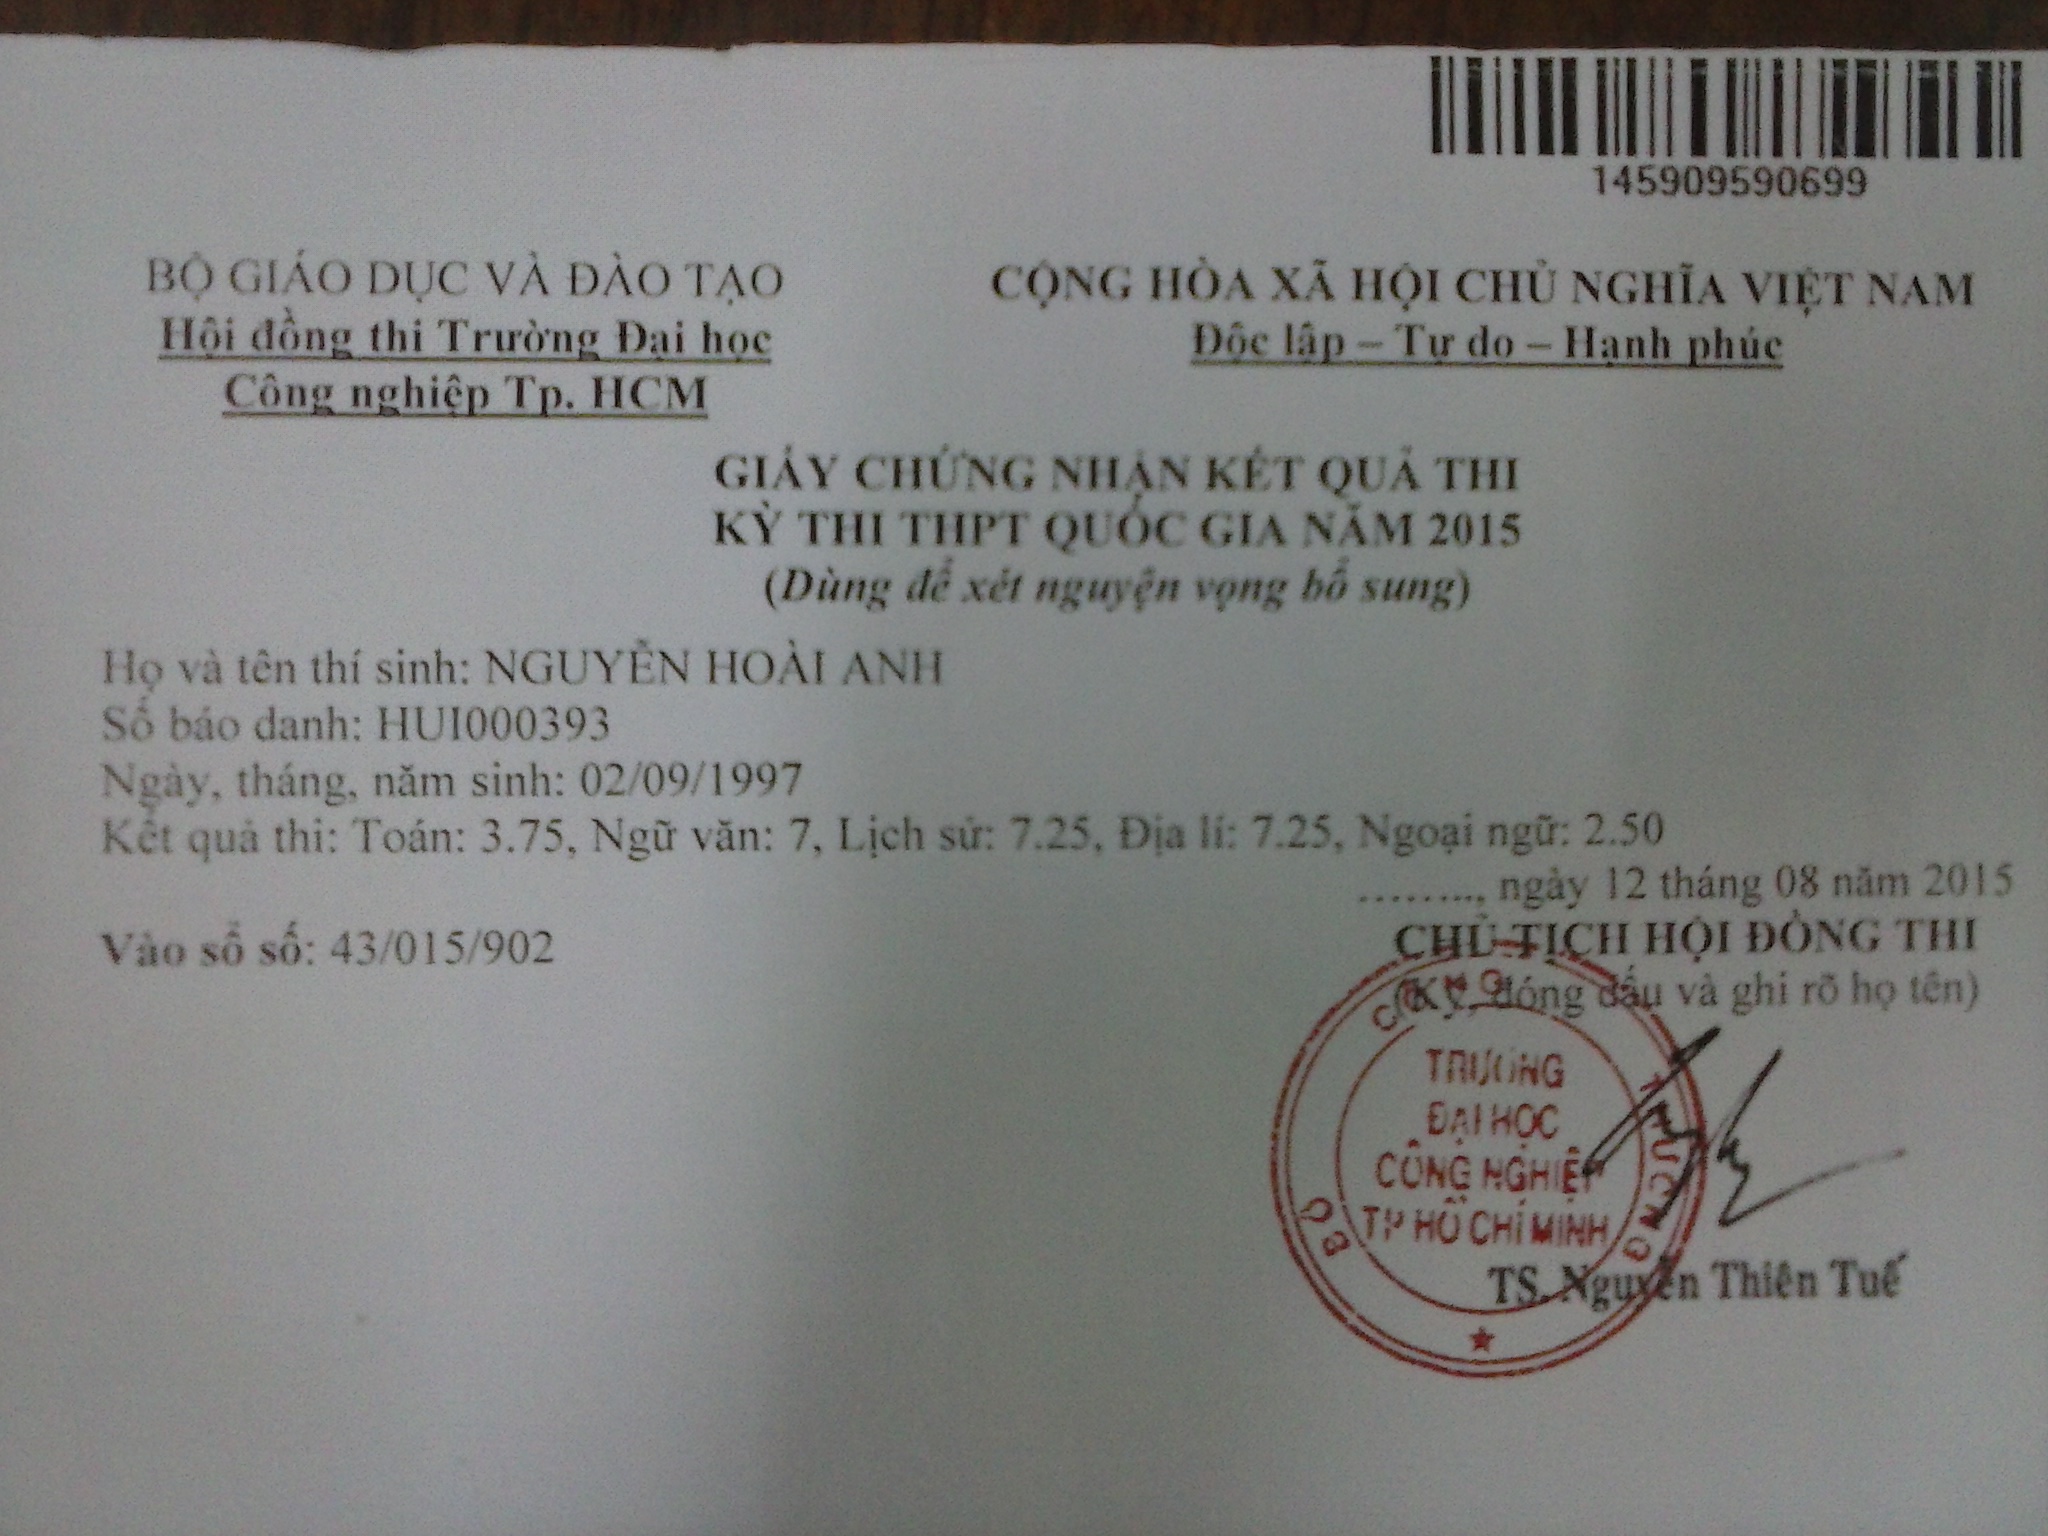 145909590699
BỘ GIÁO DỤC VÀ ĐÀO TẠO
Hội đồng thi Trường Đại học
Công nghiệp Tp. HCM
CỘNG HÒA XÃ HỘI CHỦ NGHĨA VIỆT NAM
Độc lập – Tự do – Hạnh phúc
GIẤY CHỨNG NHẬN KẾT QUẢ THI
KỲ THI THPT QUỐC GIA NĂM 2015
(Dùng để xét nguyện vọng bổ sung)
Họ và tên thí sinh: NGUYỄN HOÀI ANH
Số báo danh: HUI000393
Ngày, tháng, năm sinh: 02/09/1997
Kết quả thi: Toán: 3.75, Ngữ văn: 7, Lịch sử: 7.25, Địa lí: 7.25, Ngoại ngữ: 2.50
........., ngày 12 tháng 08 năm 2015
Vào sổ số: 43/015/902
CHỦ TỊCH HỘI ĐỒNG THI
(Ký, đóng dấu và ghi rõ họ tên)
BỘ CÔNG THƯƠNG
TRƯỜNG
ĐẠI HỌC
CÔNG NGHIỆP
TP HỒ CHÍ MINH
TS. Nguyễn Thiên Tuế